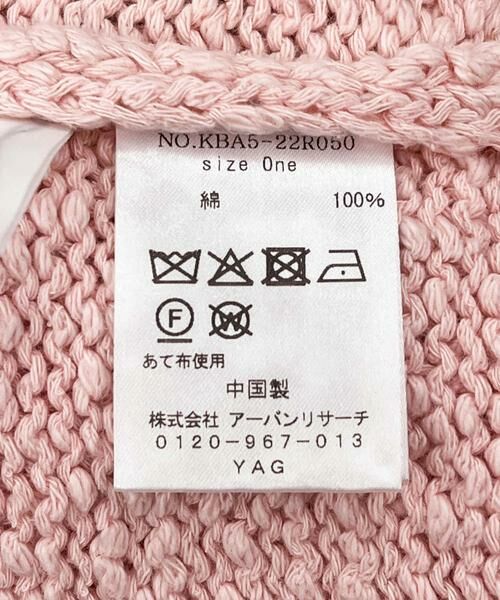 NO.KBA5-22R050
size One
綿 100%
F W
あて布使用
中国製
株式会社 アーバンリサーチ
0120-967-013
YAG